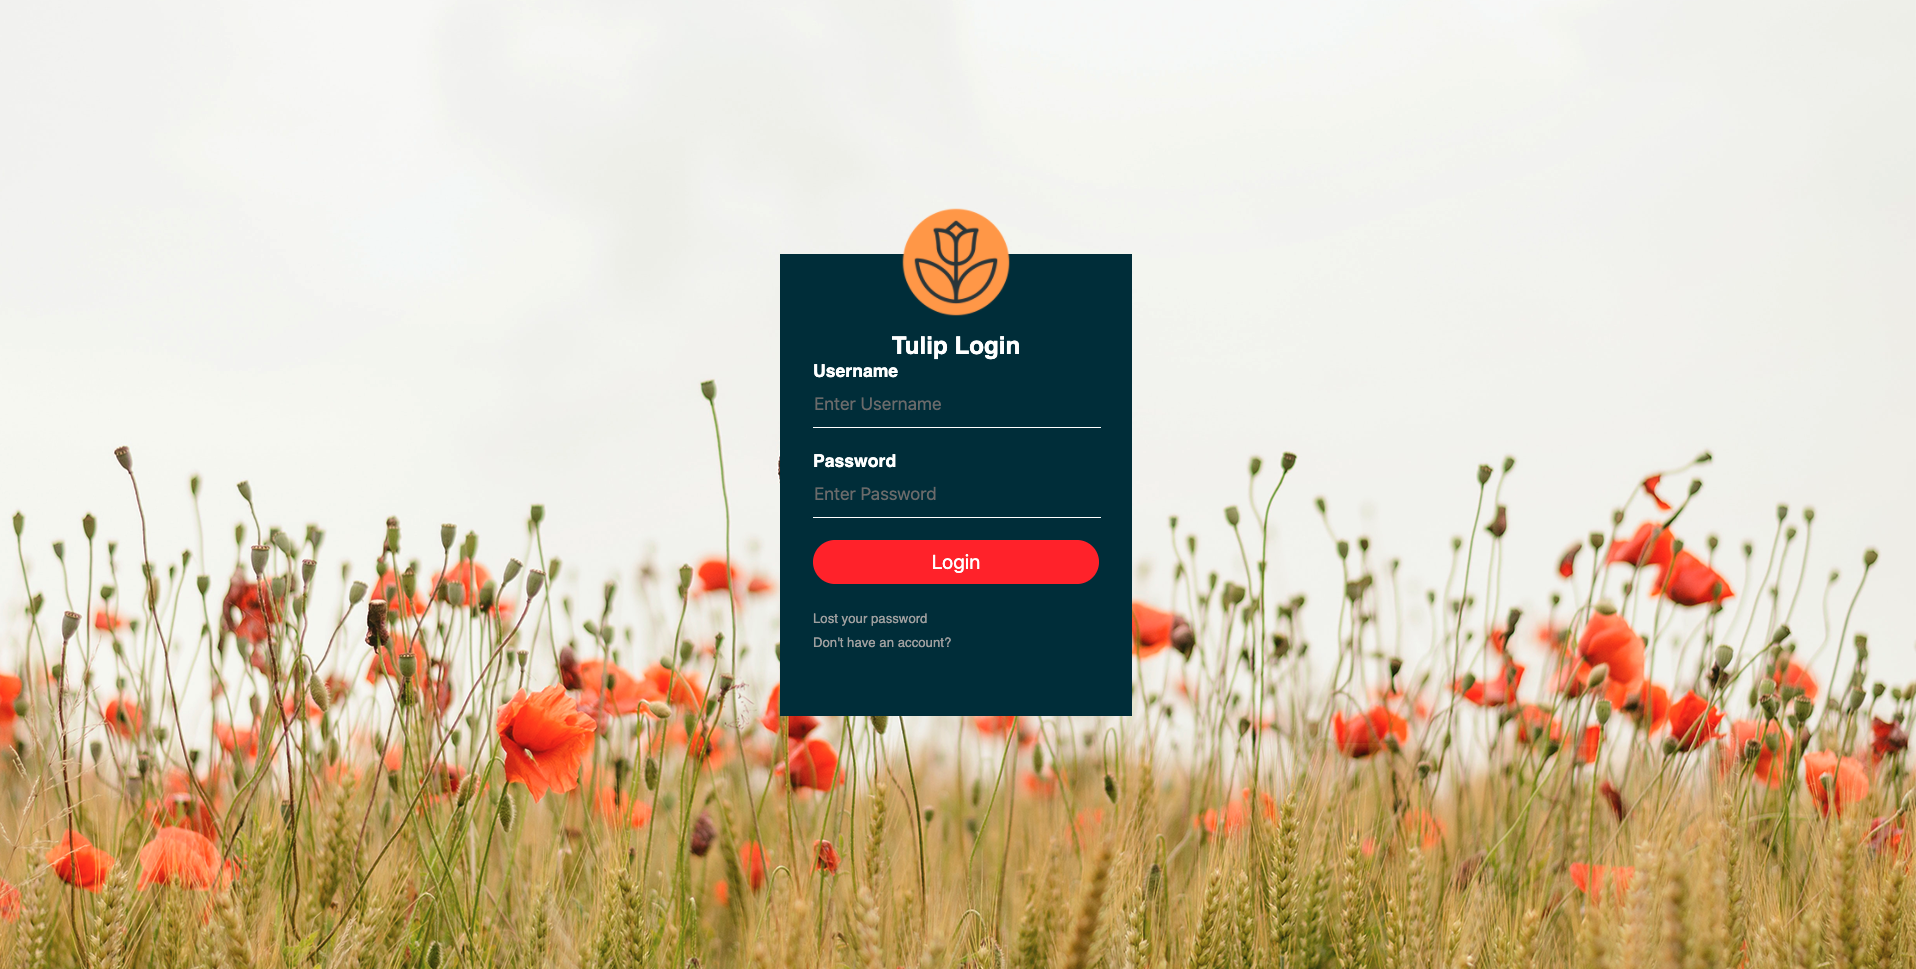 Tulip Login
Username
Enter Username
Password
Enter Password
Login
Lost your password
Don't have an account?